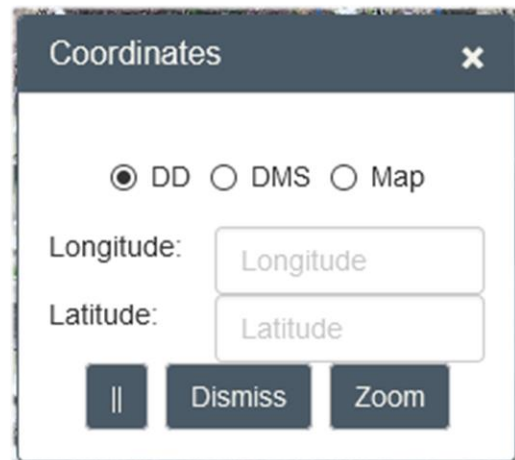 Coordinates ×
DD DMS Map
Longitude: Longitude
Latitude: Latitude
|| Dismiss Zoom